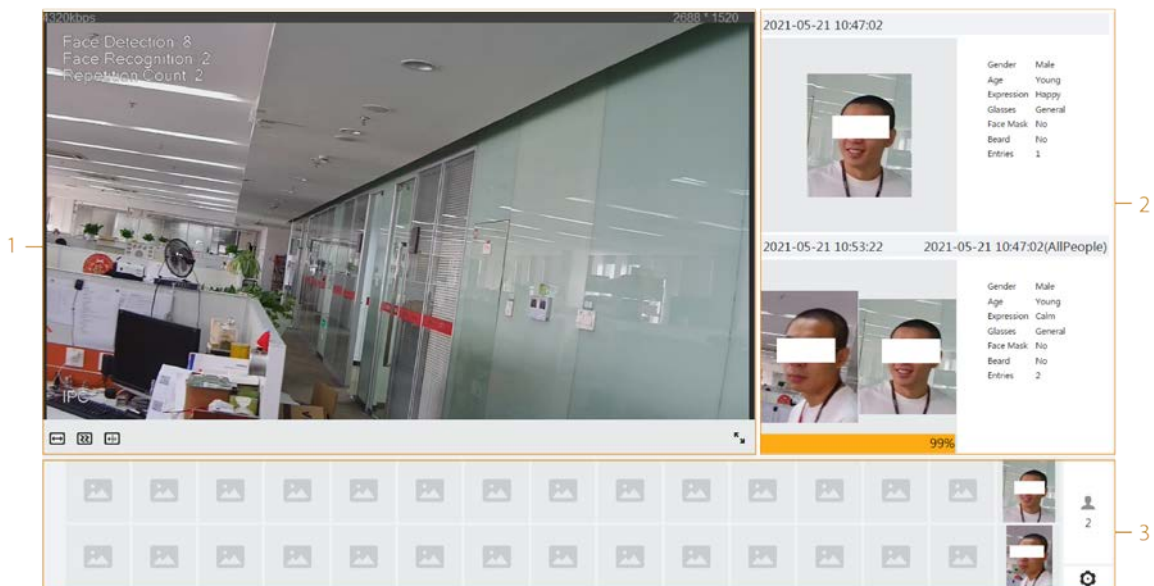 4320kbps 2688 * 1520
Face Detection 8
Face Recognition 2
Repetition Count 2
IPC
1
2021-05-21 10:47:02
Gender Male
Age Young
Expression Happy
Glasses General
Face Mask No
Beard No
Entries 1
2
2021-05-21 10:53:22 2021-05-21 10:47:02(AllPeople)
Gender Male
Age Young
Expression Calm
Glasses General
Face Mask No
Beard No
Entries 2
99%
2
3